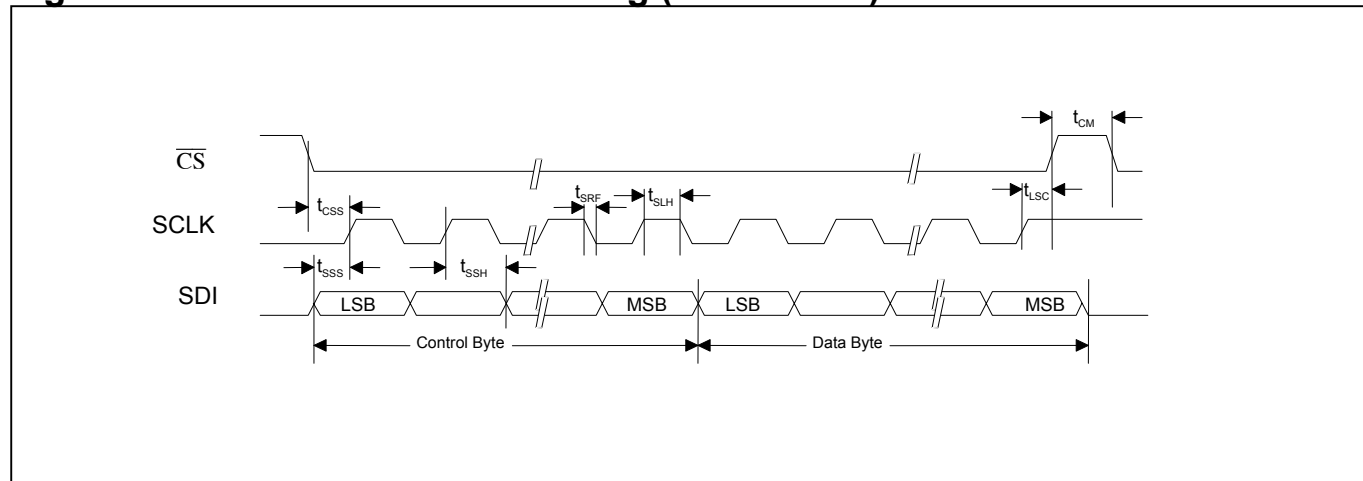 CS
tCM
tCSS
tSRF
tSLH
tLSC
SCLK
tSSS
tSSH
SDI
LSB
MSB
LSB
MSB
Control Byte
Data Byte